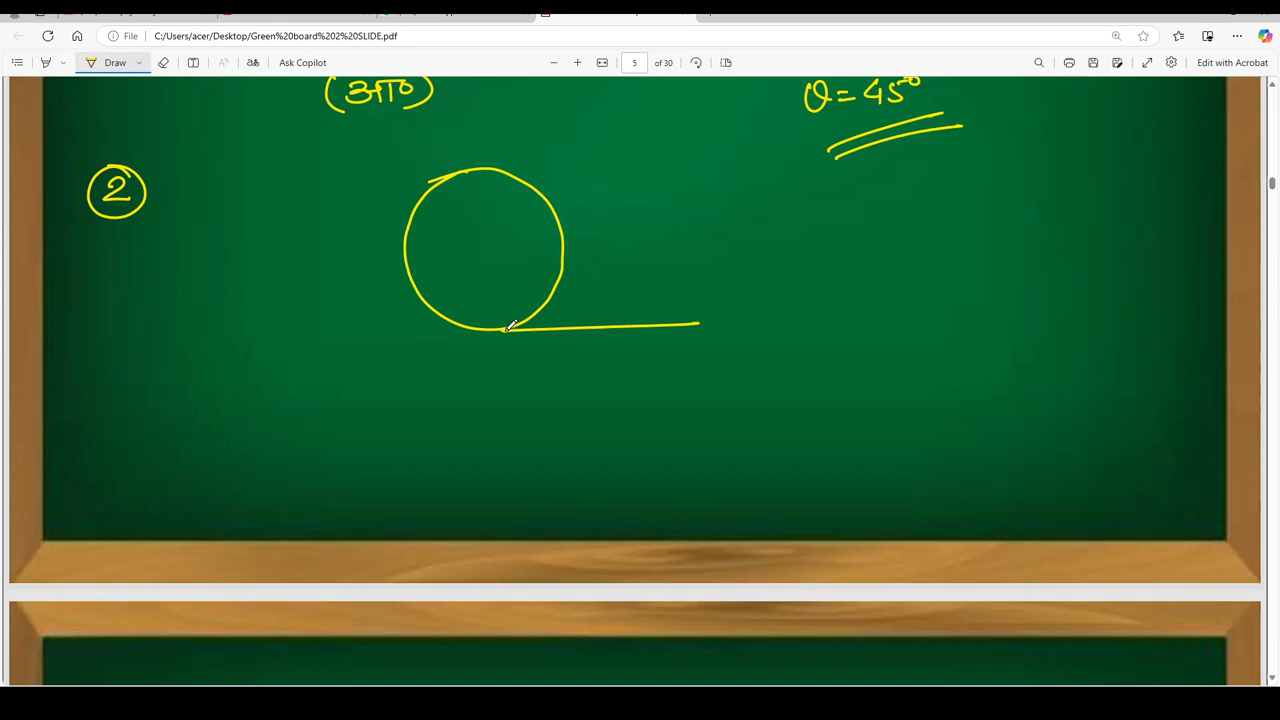 File C:/Users/acer/Desktop/Green%20board%202%20SLIDE.pdf
Draw Ask Copilot 5 of 30 Edit with Acrobat
θ = 45°
2